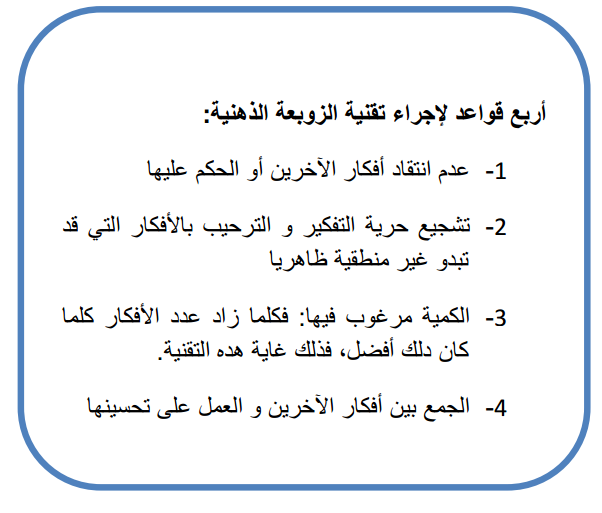 أربع قواعد لإجراء تقنية الزوبعة الذهنية:
1- عدم انتقاد أفكار الآخرين أو الحكم عليها
2- تشجيع حرية التفكير و الترحيب بالأفكار التي قد
تبدو غير منطقية ظاهريا
3- الكمية مرغوب فيها: فكلما زاد عدد الأفكار كلما
كان دلك أفضل، فذلك غاية هده التقنية.
4- الجمع بين أفكار الآخرين و العمل على تحسينها